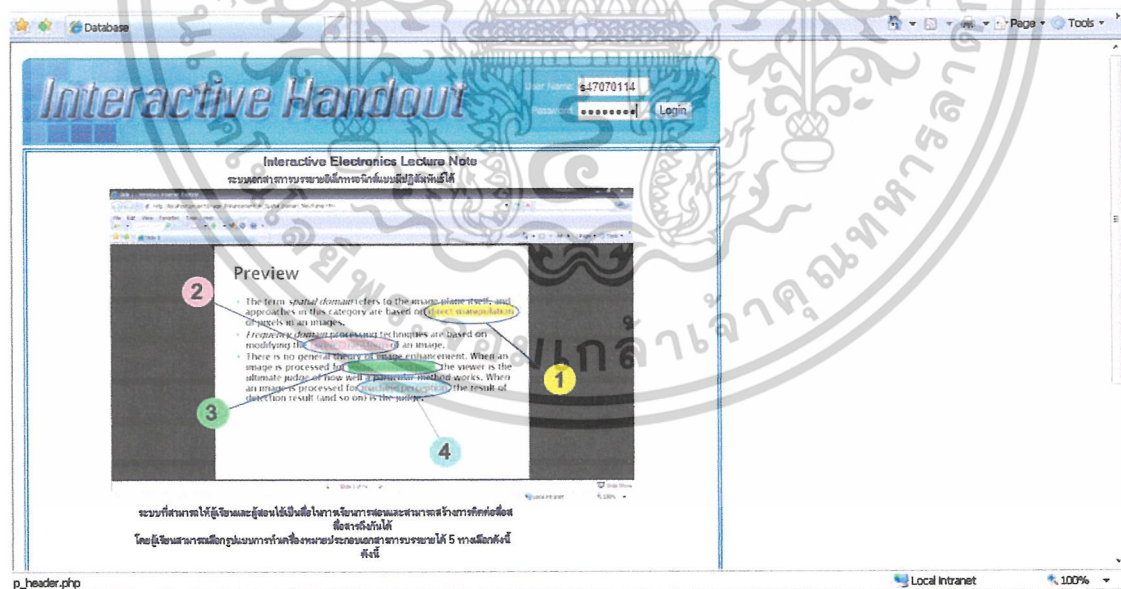 Database
Page
Tools
Interactive Handout
User Name s47070114
Password
Login
Interactive Electronics Lecture Note
ระบบเอกสารการบรรยายอิเล็กทรอนิกส์แบบมีปฏิสัมพันธ์ได้
Preview
The term spatial domain refers to the image plane itself, and
approaches in this category are based on direct manipulation
of pixels in an images.
2
Frequency domain processing techniques are based on
modifying the of an image.
There is no general theory of image enhancement. When an
image is processed for the viewer is the
ultimate judge of how well a particular method works. When
1
an image is processed for machine perception, the result of
detection result (and so on) is the judge.
3
4
ระบบที่สามารถให้ผู้เรียนและผู้สอนใช้เป็นสื่อในการเรียนการสอนและสามารถสร้างการติดต่อสื่อส
สื่อสารถึงกันได้
โดยผู้เรียนสามารถเลือกรูปแบบการทำเครื่องหมายประกอบเอกสารการบรรยายได้ 5 ทางเลือกดังนี้
ดังนี้
p_header.php
Local intranet
100%